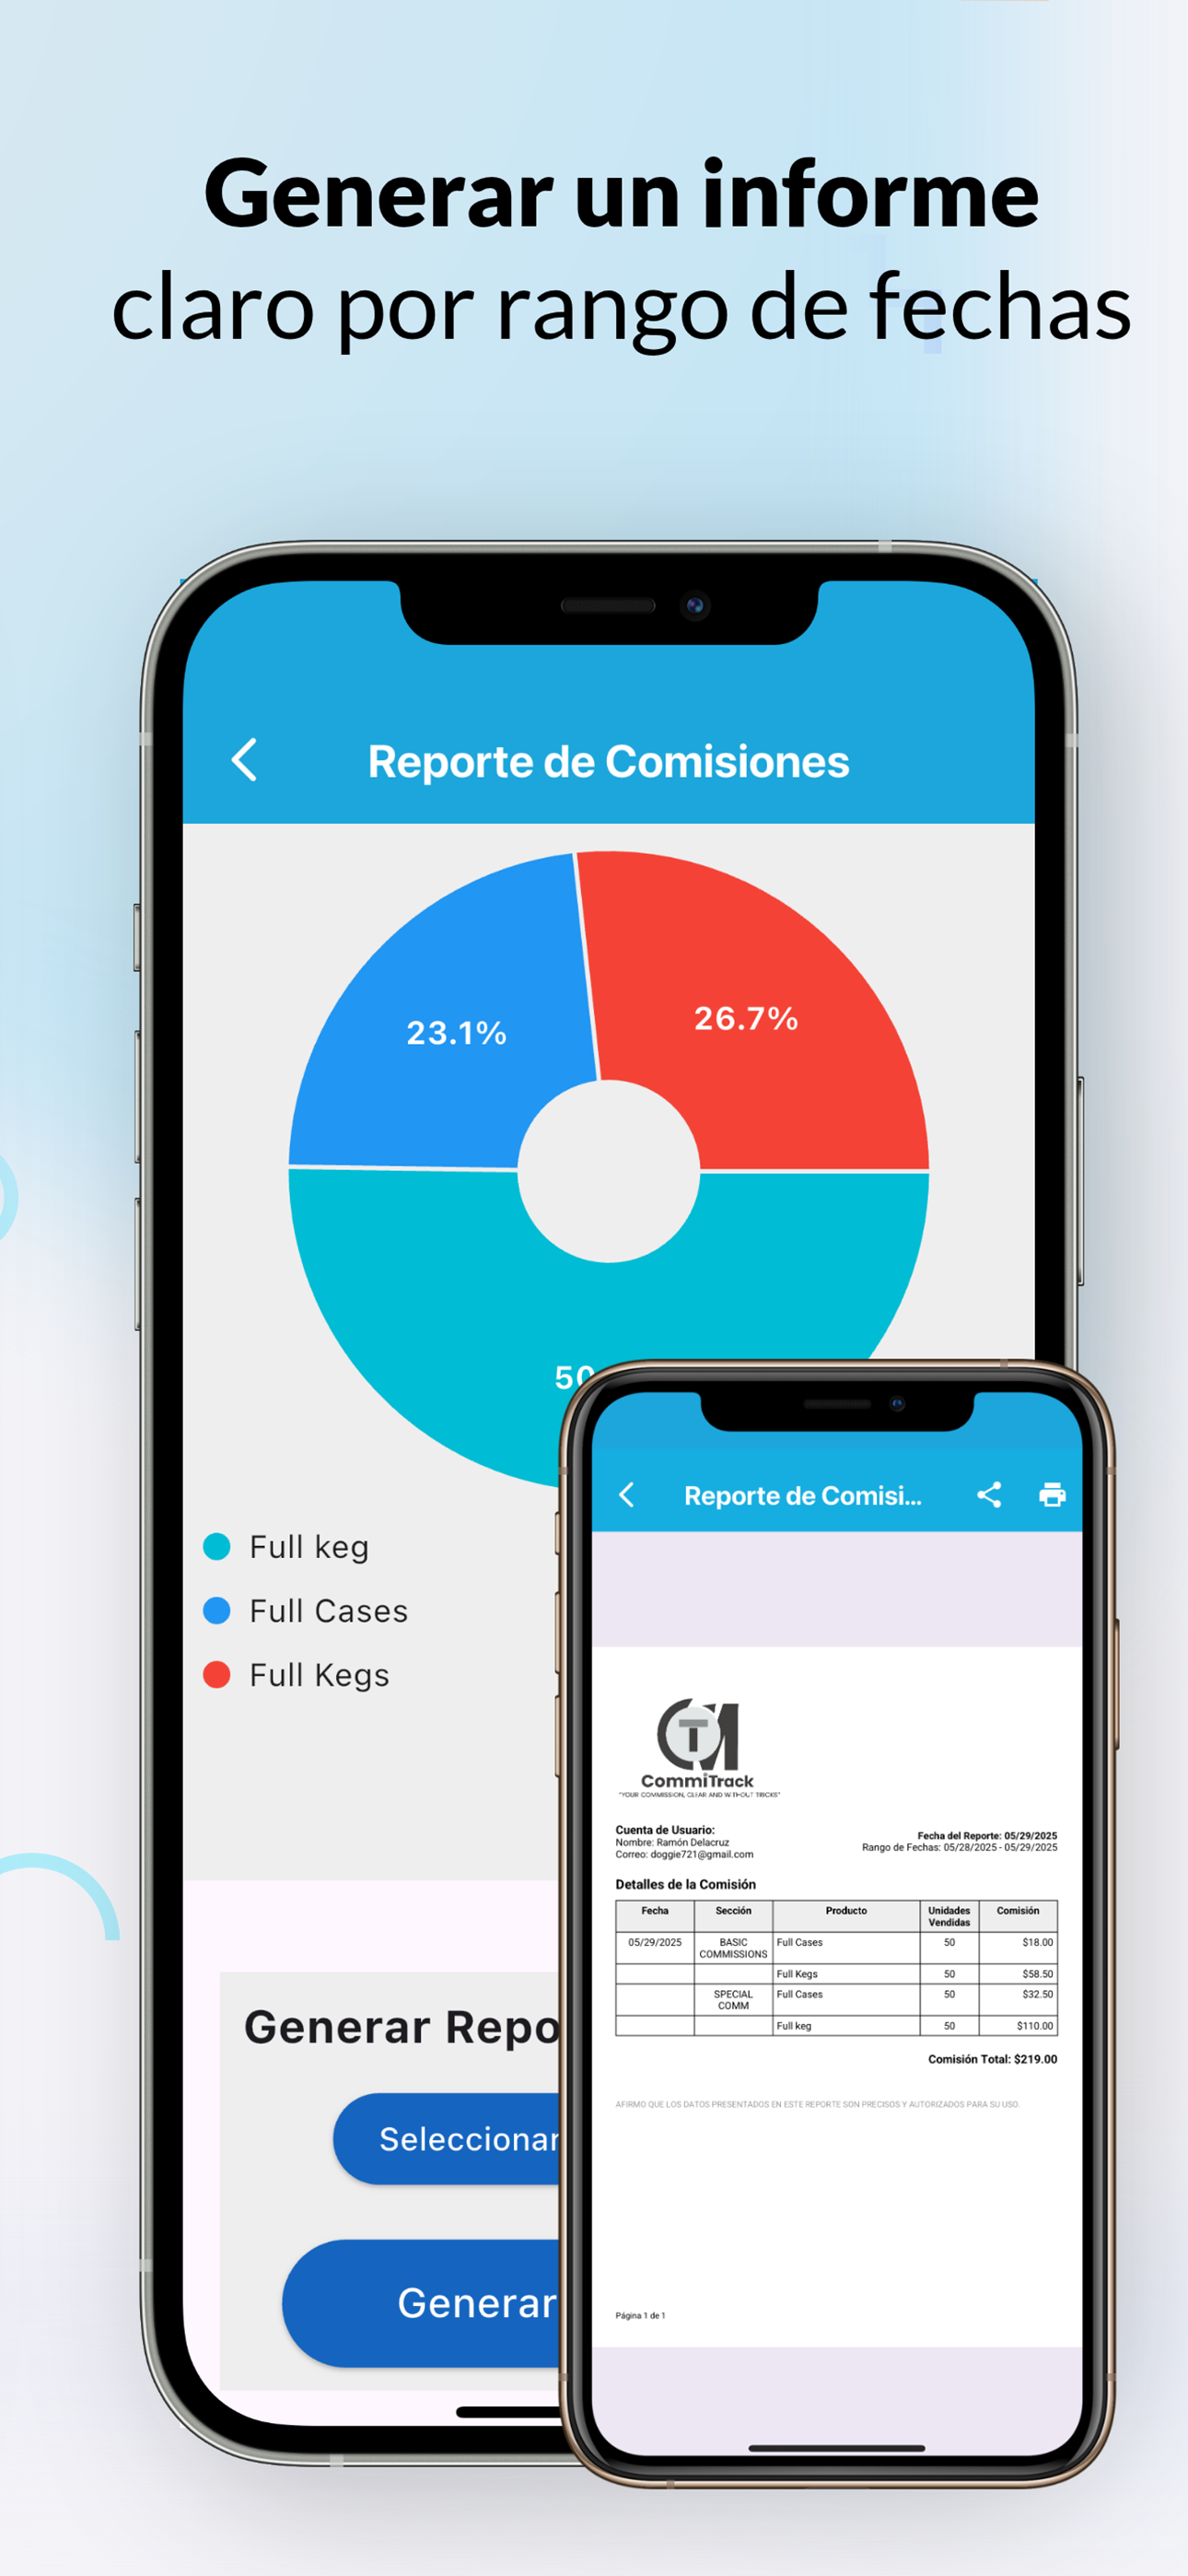 Generar un informe
claro por rango de fechas
Reporte de Comisiones
23.1%
26.7%
50
Full keg
Full Cases
Full Kegs
Generar Repo
Seleccionar
Generar
Reporte de Comisi...
CommiTrack
"YOUR COMMISSION, CLEAR AND WITHOUT TRICKS"
Cuenta de Usuario:
Nombre: Ramón Delacruz
Correo: doggie721@gmail.com
Fecha del Reporte: 05/29/2025
Rango de Fechas: 05/28/2025 - 05/29/2025
Detalles de la Comisión
Fecha Sección Producto Unidades Vendidas Comisión
05/29/2025 BASIC COMMISSIONS Full Cases 50 $18.00
Full Kegs 50 $58.50
SPECIAL COMM Full Cases 50 $32.50
Full keg 50 $110.00
Comisión Total: $219.00
AFIRMO QUE LOS DATOS PRESENTADOS EN ESTE REPORTE SON PRECISOS Y AUTORIZADOS PARA SU USO.
Página 1 de 1